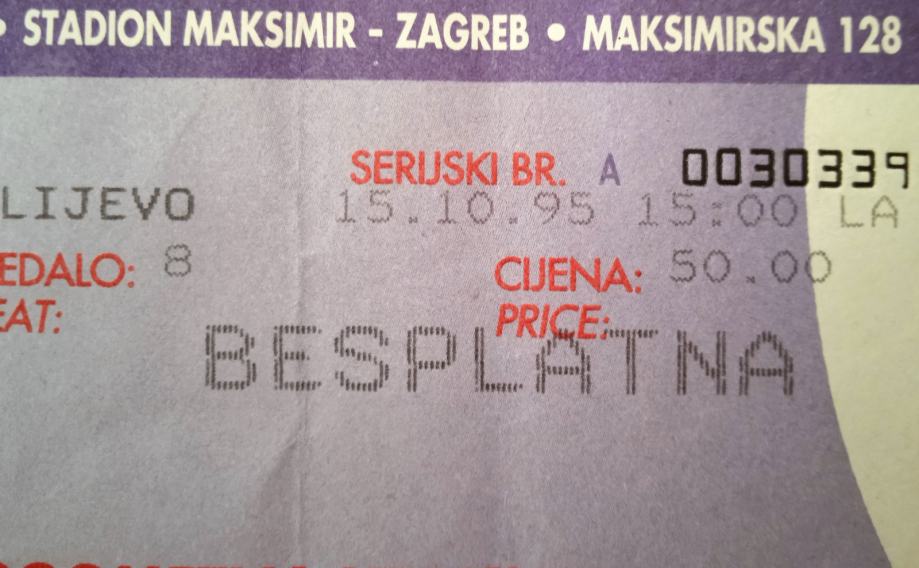 • STADION MAKSIMIR - ZAGREB • MAKSIMIRSKA 128
SERIJSKI BR. A 0030339
LIJEVO 15.10.95 15:00 LA
EDALO: 8 CIJENA: 50.00
EAT: PRICE:
BESPLATNA